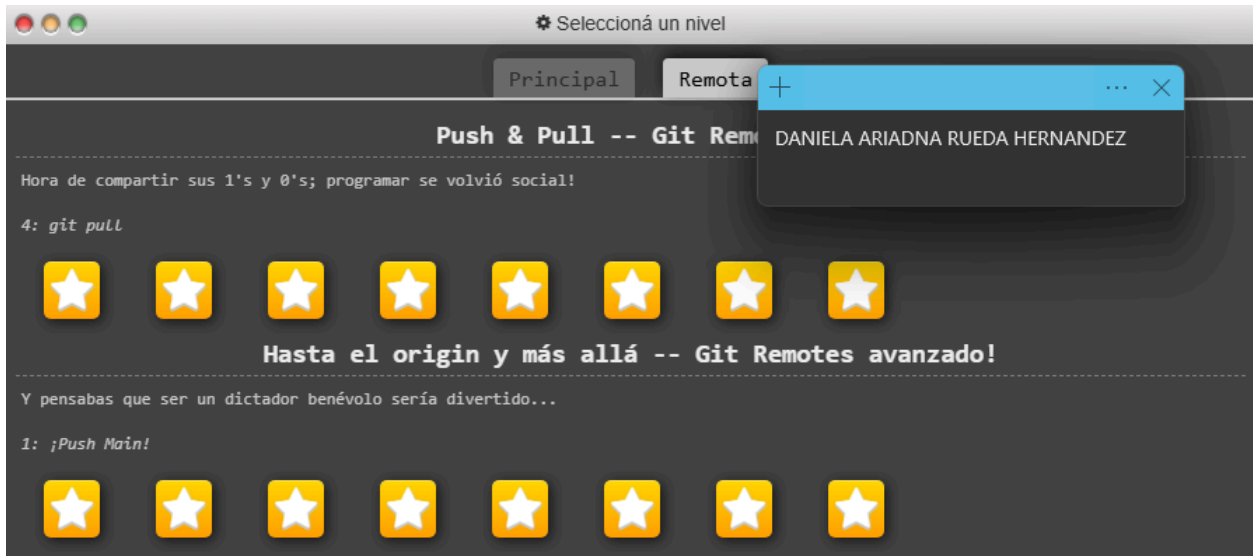 Seleccioná un nivel
Principal
Remota
DANIELA ARIADNA RUEDA HERNANDEZ
Push & Pull -- Git Rem
Hora de compartir sus 1's y 0's; programar se volvió social!
4: git pull
Hasta el origin y más allá -- Git Remotes avanzado!
Y pensabas que ser un dictador benévolo sería divertido...
1: ¡Push Main!